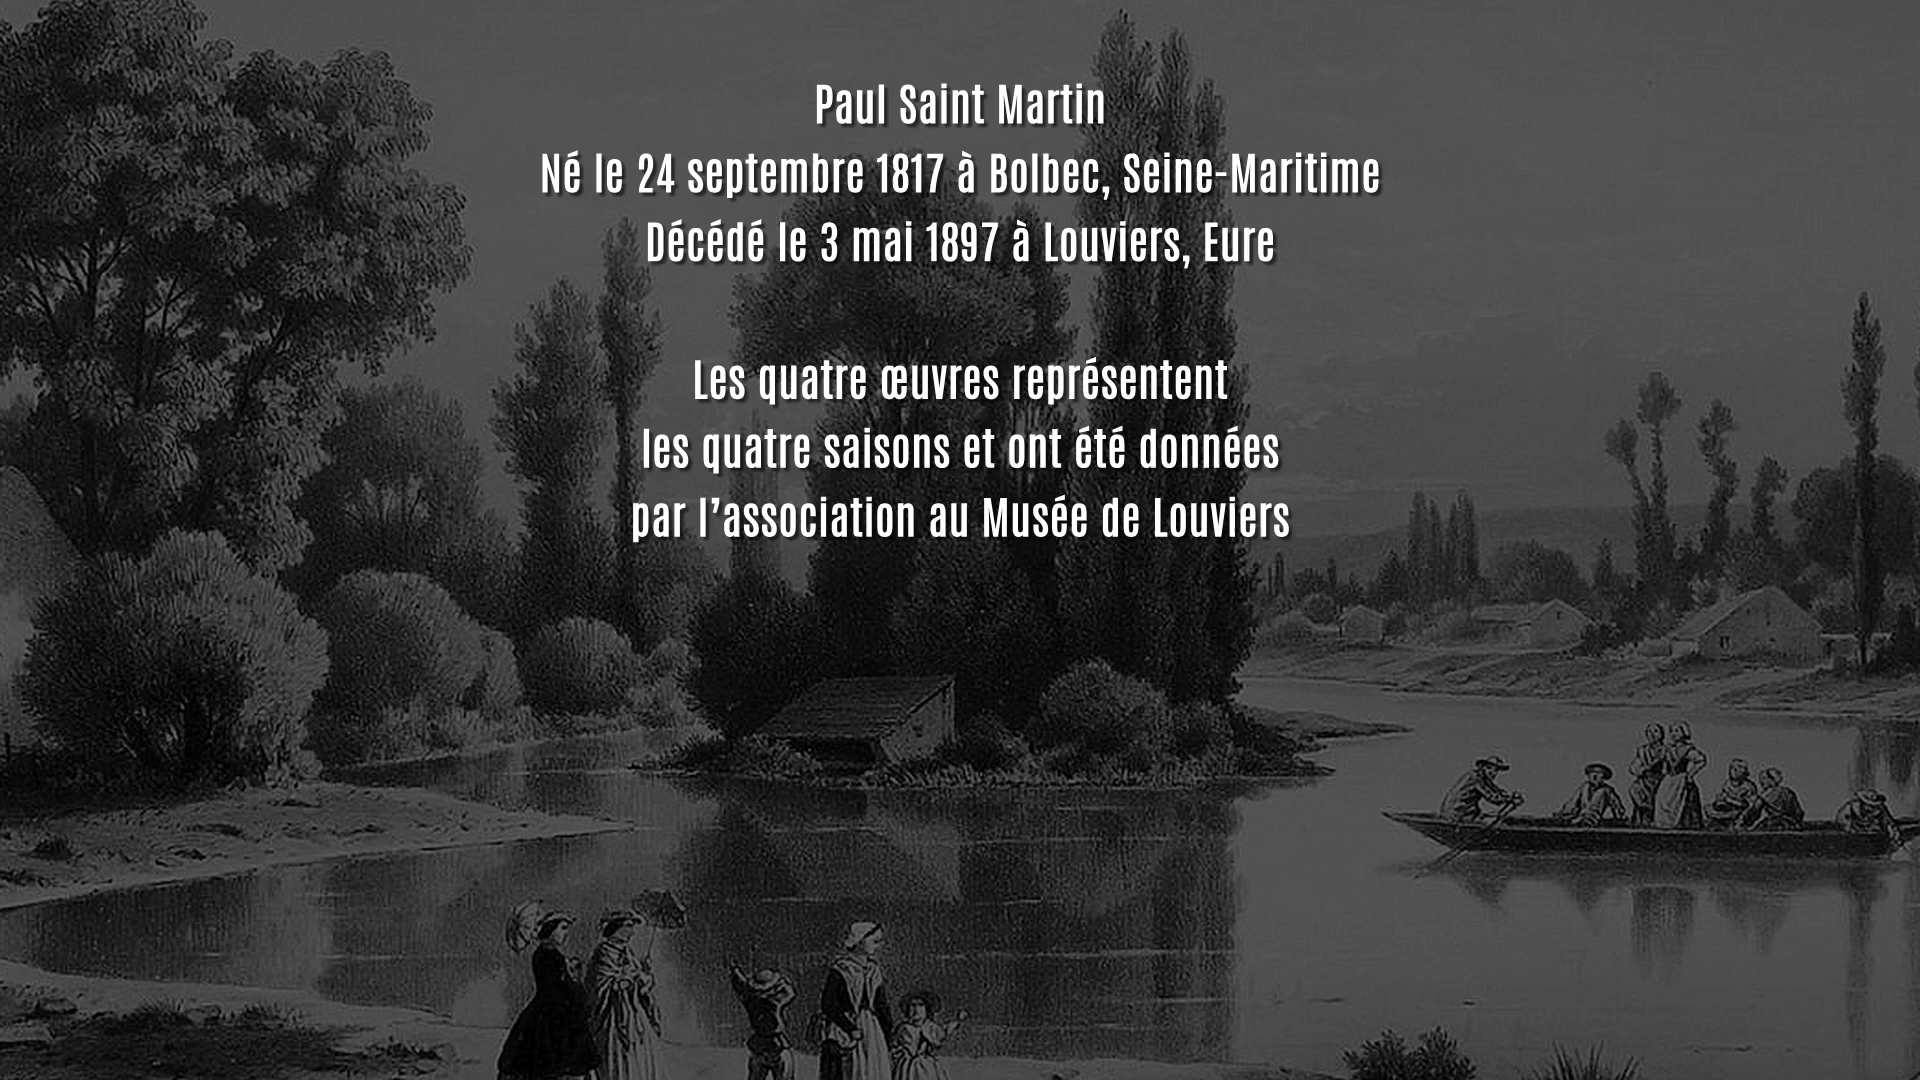 Paul Saint Martin
Né le 24 septembre 1817 à Bolbec, Seine-Maritime
Décédé le 3 mai 1897 à Louviers, Eure
Les quatre œuvres représentent
les quatre saisons et ont été données
par l’association au Musée de Louviers